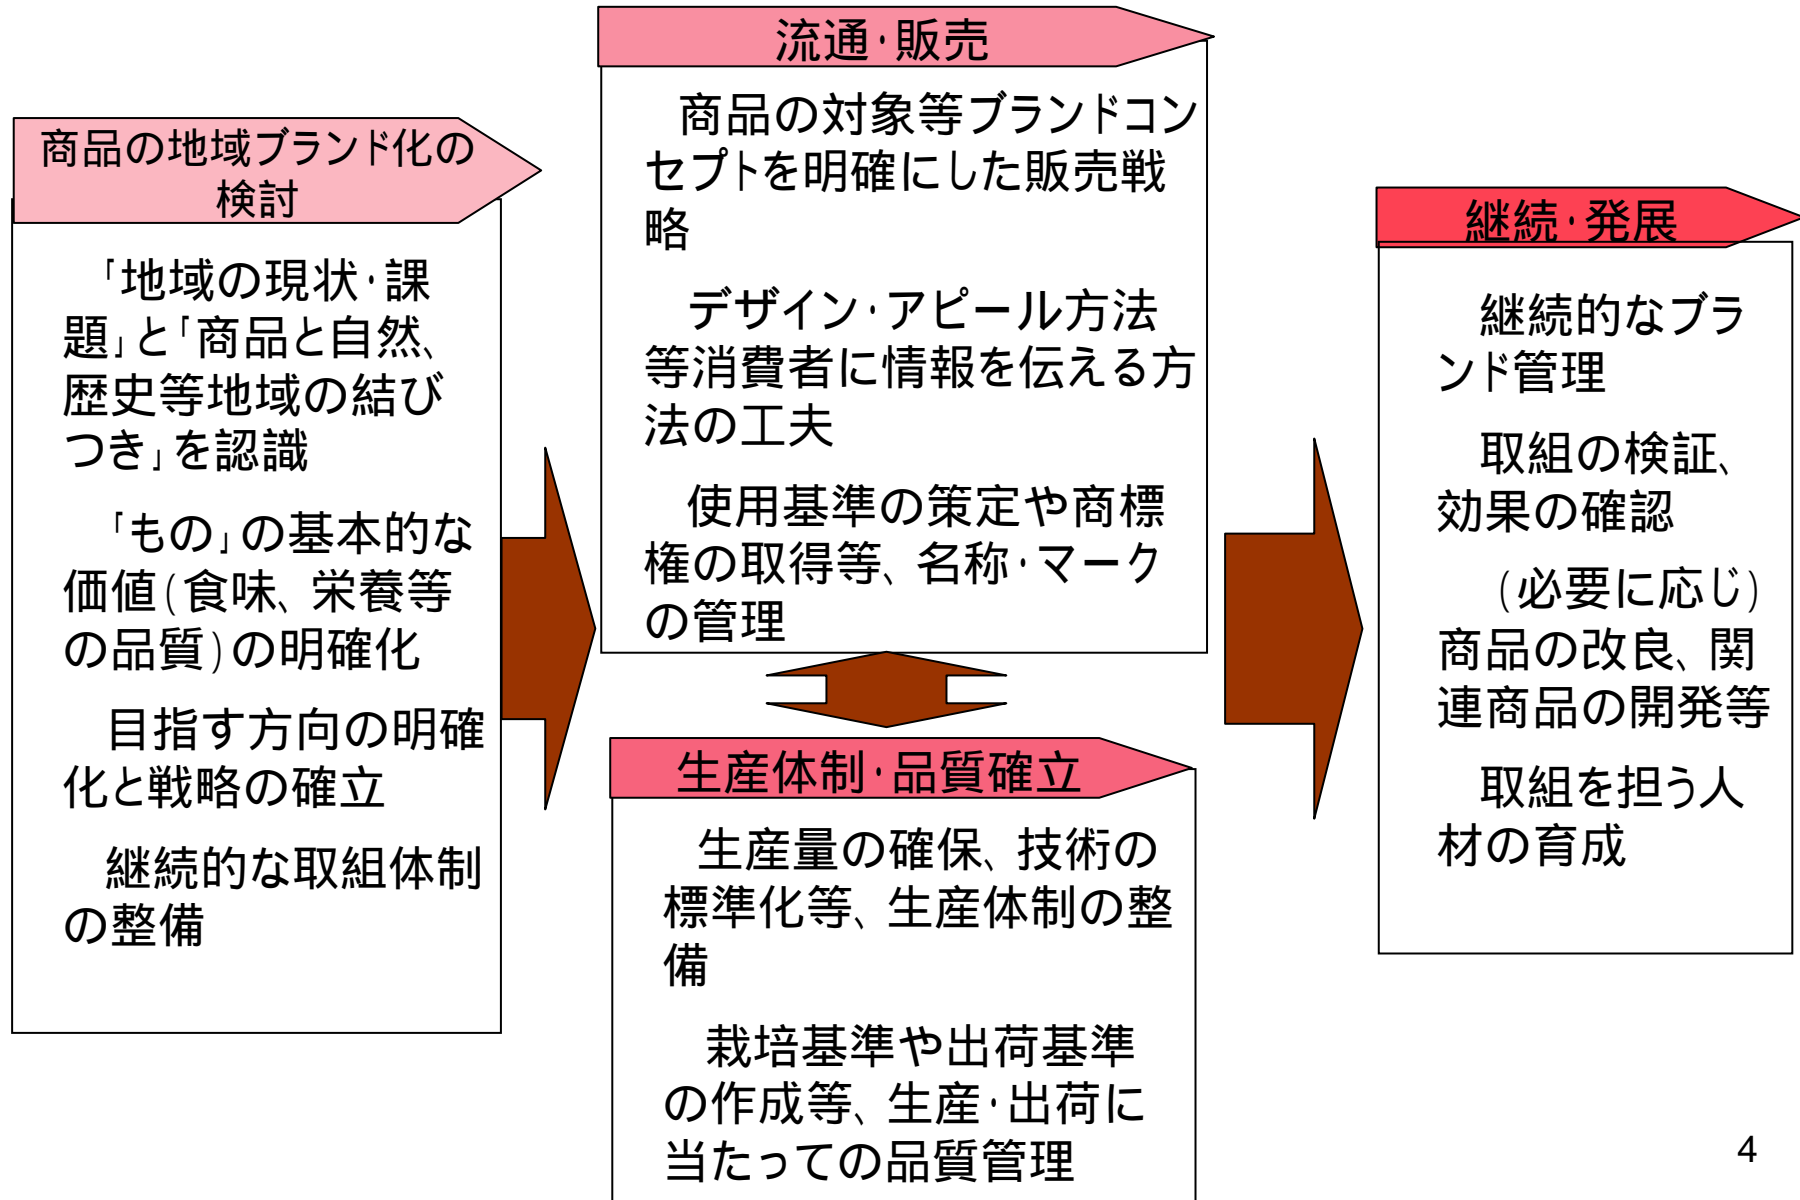 商品の地域ブランド化の
検討
「地域の現状・課
題」と「商品と自然、
歴史等地域の結び
つき」を認識
「もの」の基本的な
価値(食味、栄養等
の品質)の明確化
目指す方向の明確
化と戦略の確立
継続的な取組体制
の整備
流通・販売
商品の対象等ブランドコン
セプトを明確にした販売戦
略
デザイン・アピール方法
等消費者に情報を伝える方
法の工夫
使用基準の策定や商標
権の取得等、名称・マーク
の管理
生産体制・品質確立
生産量の確保、技術の
標準化等、生産体制の整
備
栽培基準や出荷基準
の作成等、生産・出荷に
当たっての品質管理
継続・発展
継続的なブラ
ンド管理
取組の検証、
効果の確認
(必要に応じ)
商品の改良、関
連商品の開発等
取組を担う人
材の育成
4